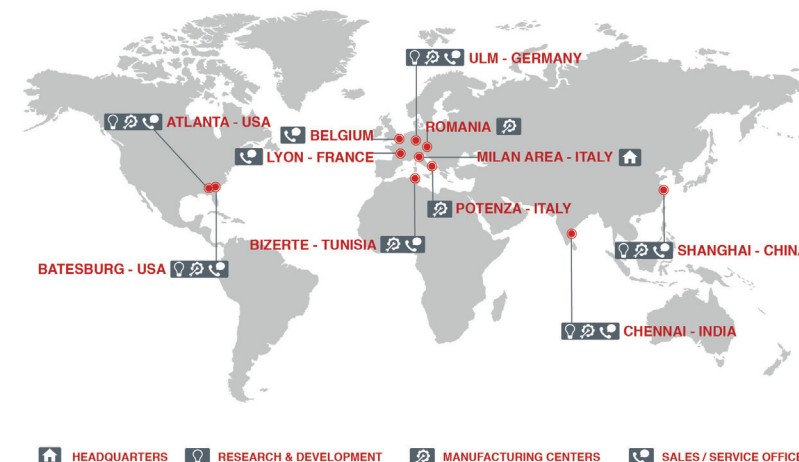 ULM - GERMANY
ATLANTA - USA
BELGIUM
ROMANIA
LYON - FRANCE
MILAN AREA - ITALY
POTENZA - ITALY
BIZERTE - TUNISIA
SHANGHAI - CHINA
BATESBURG - USA
CHENNAI - INDIA
HEADQUARTERS
RESEARCH & DEVELOPMENT
MANUFACTURING CENTERS
SALES / SERVICE OFFICE